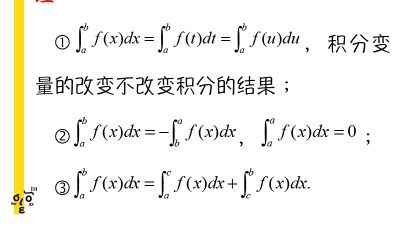 ① ∫_a^b f(x)dx = ∫_a^b f(t)dt = ∫_a^b f(u)du，积分变
量的改变不改变积分的结果；
② ∫_a^b f(x)dx = −∫_b^a f(x)dx，∫_a^a f(x)dx = 0；
③ ∫_a^b f(x)dx = ∫_a^c f(x)dx + ∫_c^b f(x)dx.